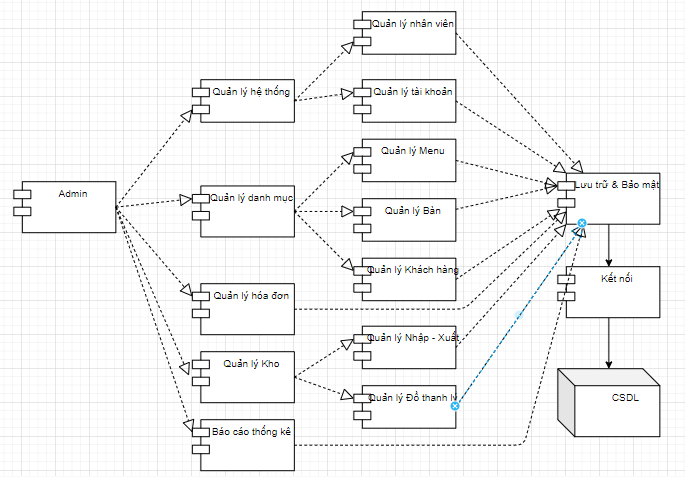 Quản lý nhân viên
Quản lý hệ thống
Quản lý tài khoản
Quản lý Menu
Lưu trữ & Bảo mật
Admin
Quản lý danh mục
Quản lý Bàn
Quản lý Khách hàng
Kết nối
Quản lý hóa đơn
Quản lý Nhập - Xuất
Quản lý Kho
Quản lý Đồ thanh lý
CSDL
Báo cáo thống kê